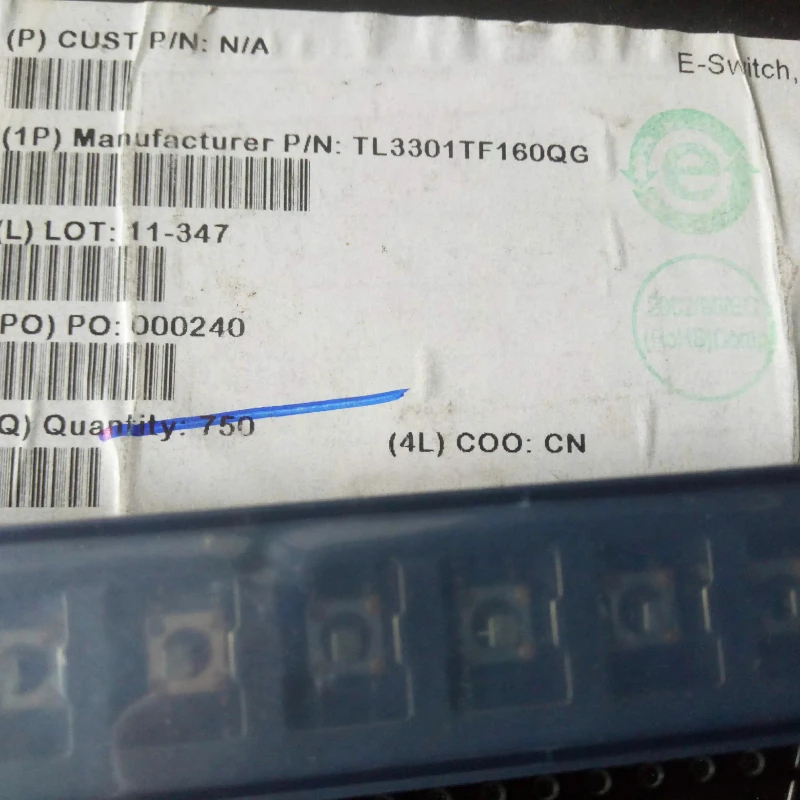 (P) CUST P/N: N/A
E-Switch,
(1P) Manufacturer P/N: TL3301TF160QG
e
(L) LOT: 11-347
(PO) PO: 000240
Q) Quantity: 750
(4L) COO: CN